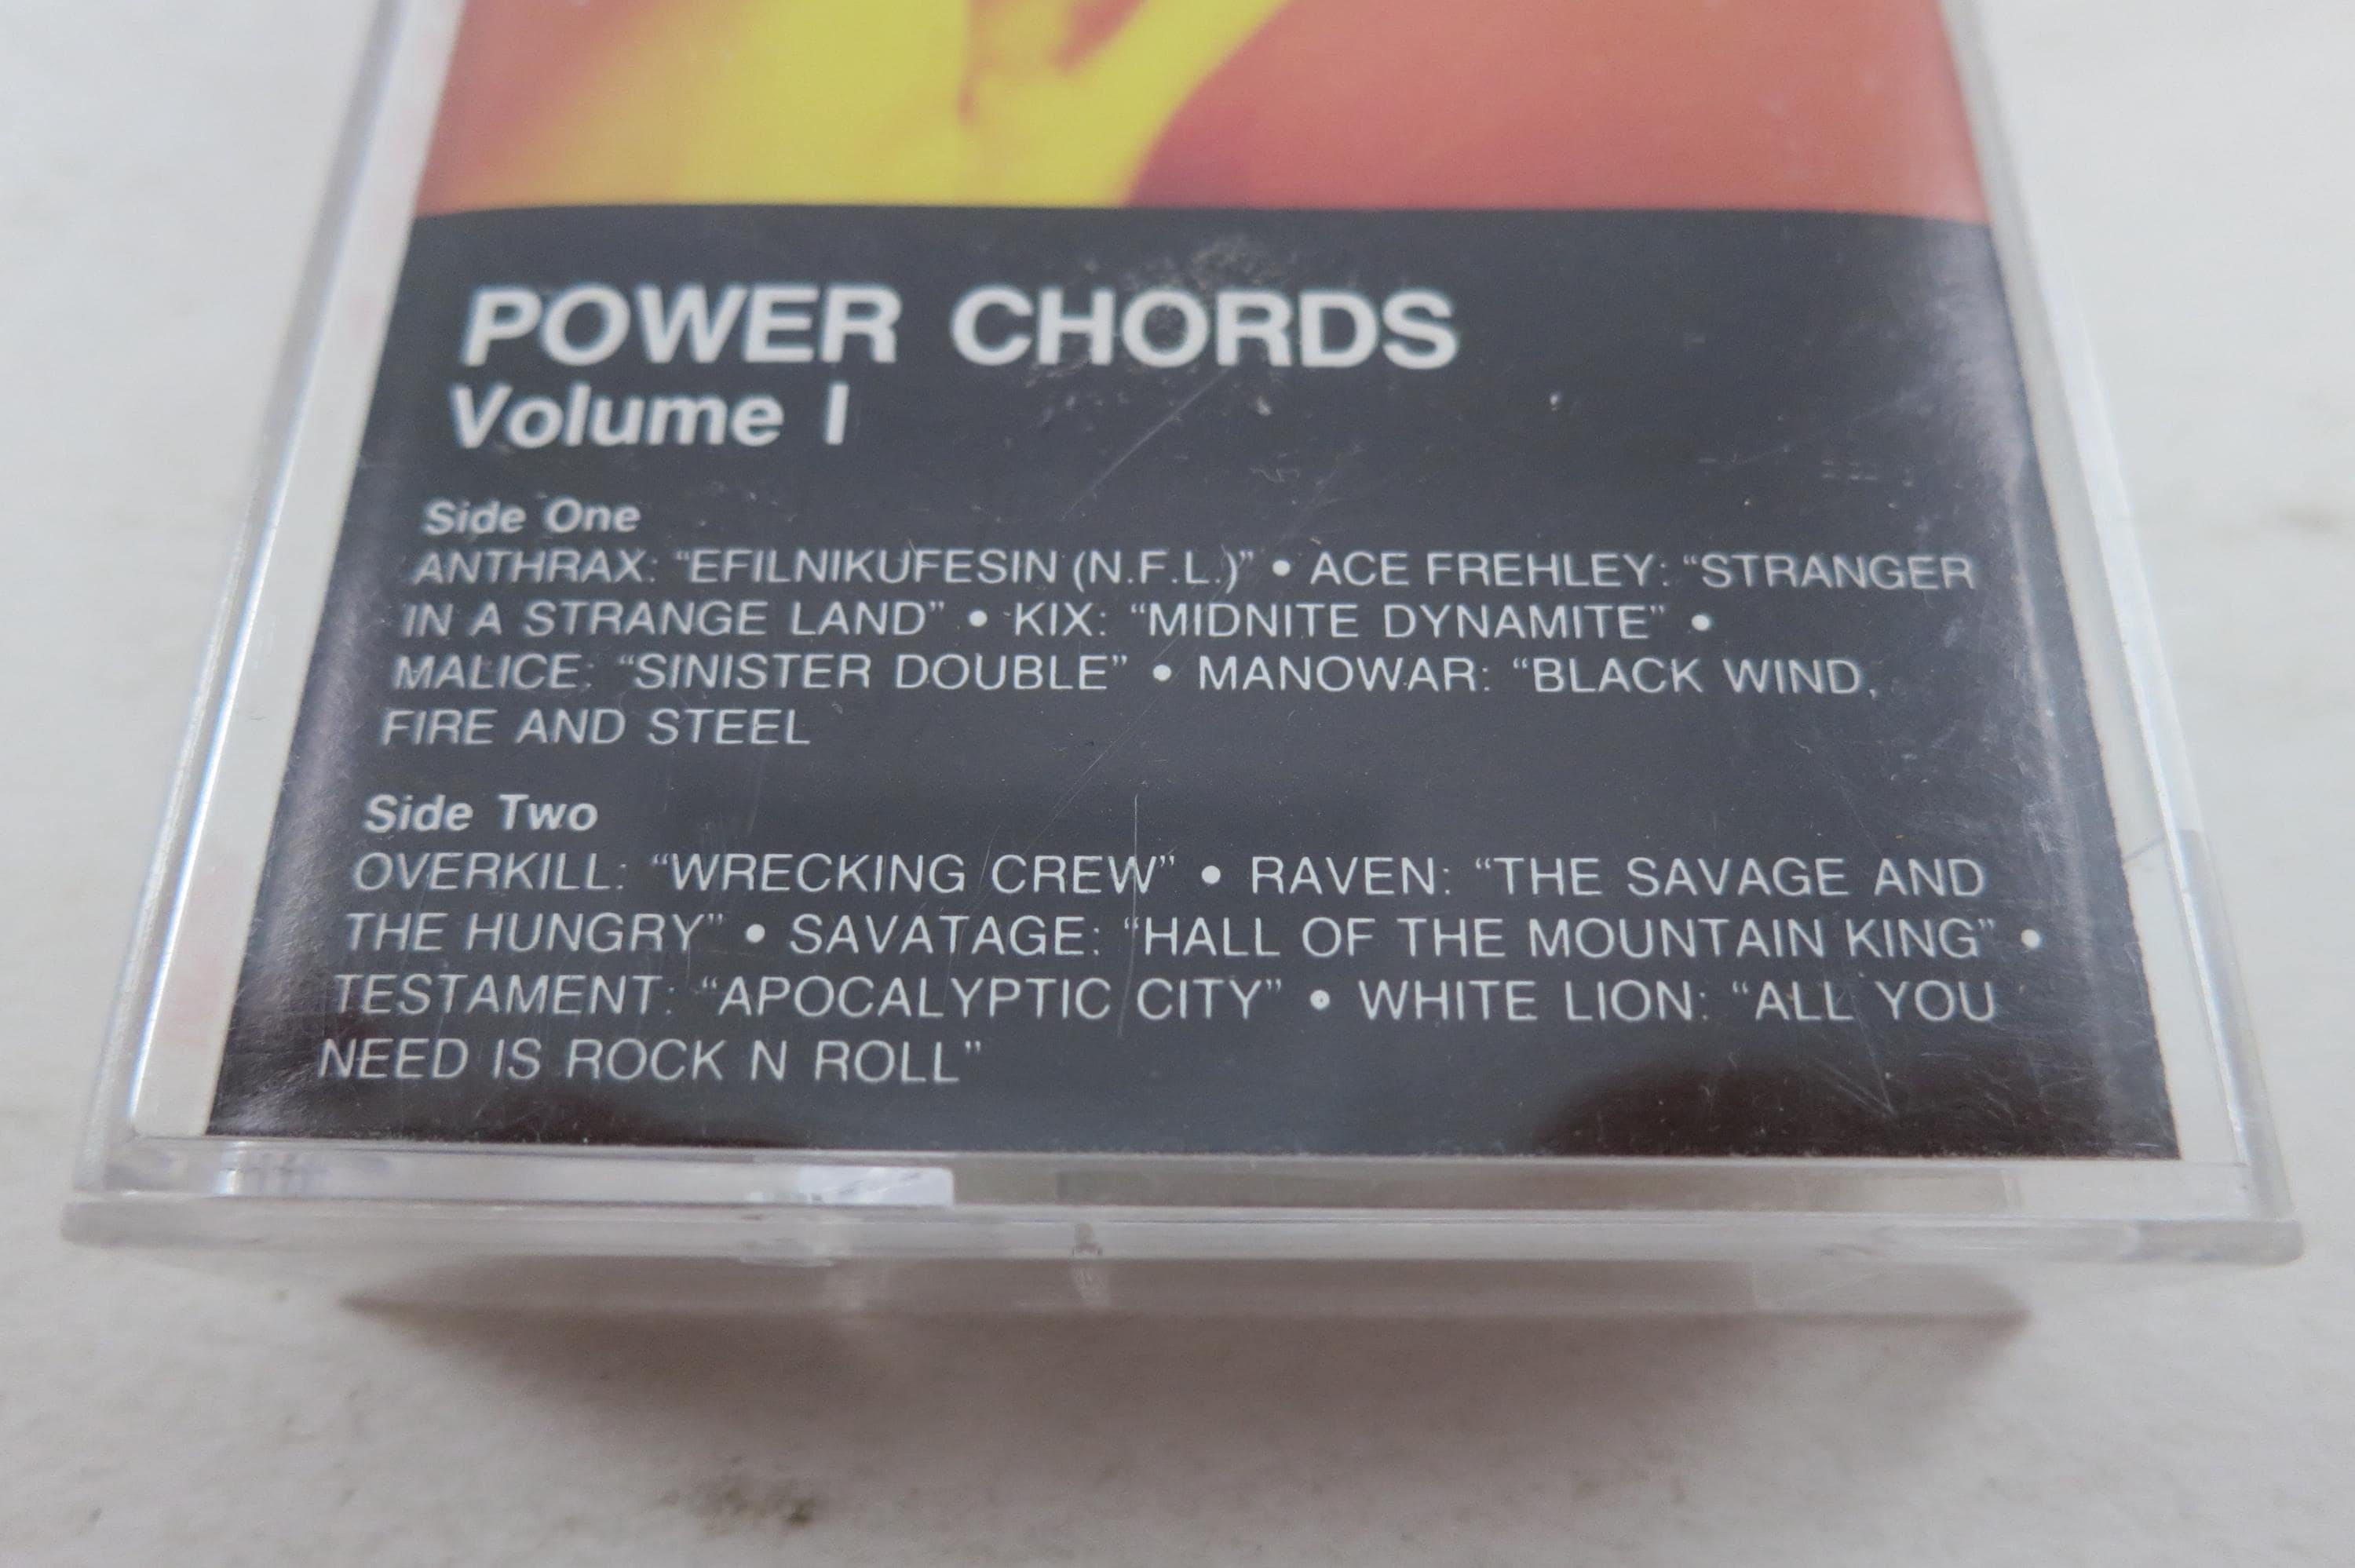 POWER CHORDS
Volume I
Side One
ANTHRAX: “EFILNIKUFESIN (N.F.L.)” • ACE FREHLEY: “STRANGER
IN A STRANGE LAND” • KIX: “MIDNITE DYNAMITE” •
MALICE: “SINISTER DOUBLE” • MANOWAR: “BLACK WIND,
FIRE AND STEEL
Side Two
OVERKILL: “WRECKING CREW” • RAVEN: “THE SAVAGE AND
THE HUNGRY” • SAVATAGE: “HALL OF THE MOUNTAIN KING” •
TESTAMENT: “APOCALYPTIC CITY” • WHITE LION: “ALL YOU
NEED IS ROCK N ROLL”